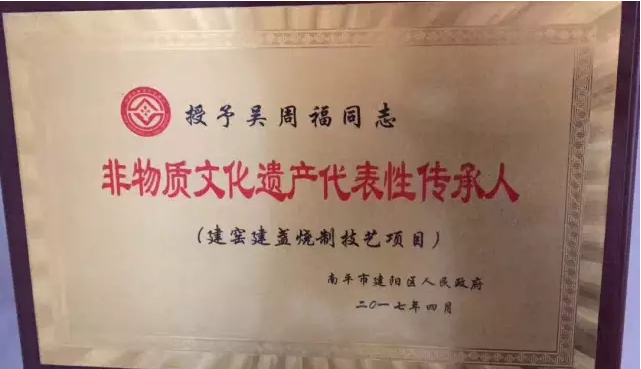 授予吴周福同志
非物质文化遗产代表性传承人
（建窑建盏烧制技艺项目）
南平市建阳区人民政府
二〇一七年四月